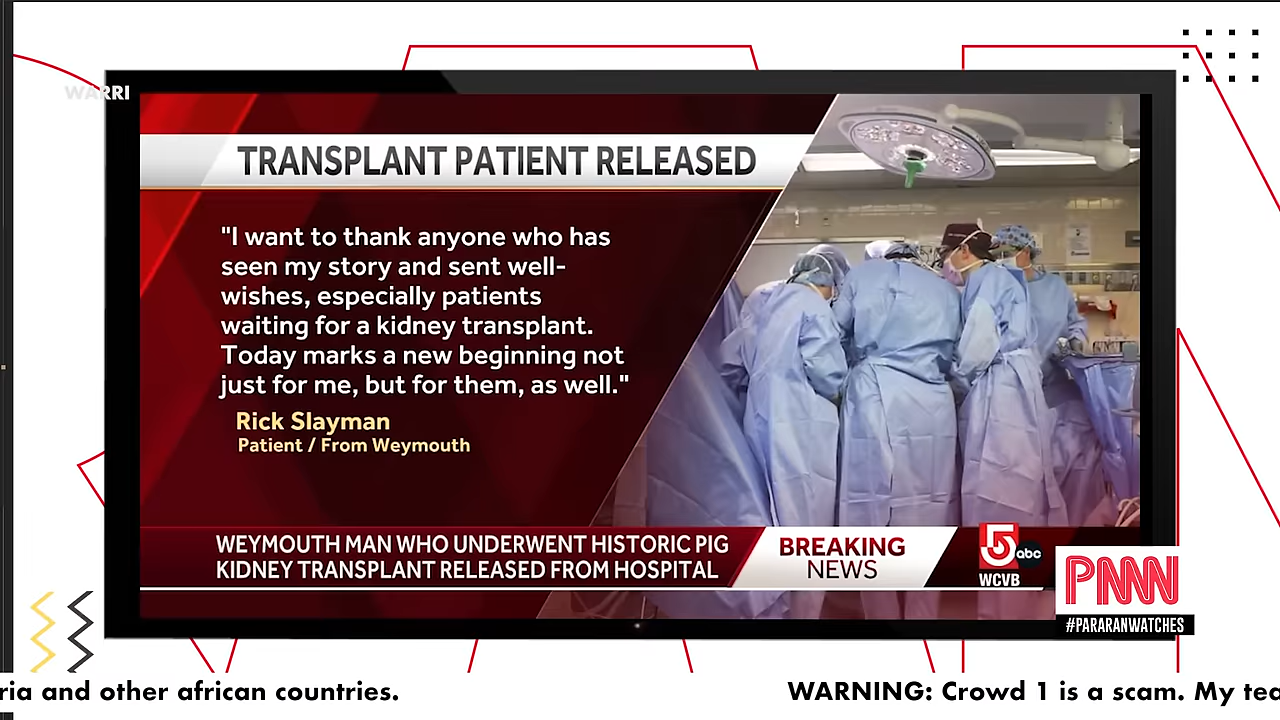 WARRI
TRANSPLANT PATIENT RELEASED
"I want to thank anyone who has
seen my story and sent well-
wishes, especially patients
waiting for a kidney transplant.
Today marks a new beginning not
just for me, but for them, as well."
Rick Slayman
Patient / From Weymouth
WEYMOUTH MAN WHO UNDERWENT HISTORIC PIG
KIDNEY TRANSPLANT RELEASED FROM HOSPITAL
BREAKING
NEWS
5 abc
WCVB
PNNN
#PARARANWATCHES
ria and other african countries. WARNING: Crowd 1 is a scam. My tea